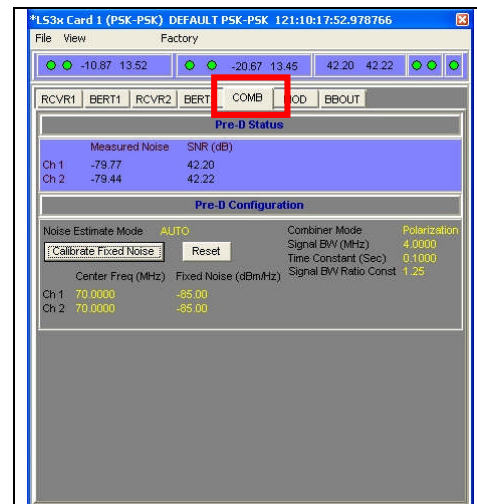 *LS3x Card 1 (PSK-PSK) DEFAULT PSK-PSK 121:10:17:52.978766
File View Factory
-10.87 13.52 -20.67 13.45 42.20 42.22
RCVR1 BERT1 RCVR2 BERT COMB MOD BBOUT
Pre-D Status
Measured Noise SNR (dB)
Ch 1 -79.77 42.20
Ch 2 -79.44 42.22
Pre-D Configuration
Noise Estimate Mode AUTO
Calibrate Fixed Noise Reset
Center Freq (MHz) Fixed Noise (dBm/Hz)
Ch 1 70.0000 -85.00
Ch 2 70.0000 -85.00
Combiner Mode Polarization
Signal BW (MHz) 4.0000
Time Constant (Sec) 0.1000
Signal BW Ratio Const 1.25